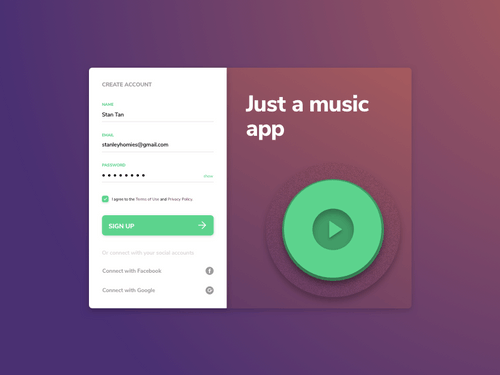 CREATE ACCOUNT
NAME
Stan Tan
EMAIL
stanleyhomies@gmail.com
PASSWORD
show
I agree to the Terms of Use and Privacy Policy.
SIGN UP
Or connect with your social accounts
Connect with Facebook
Connect with Google
Just a music
app